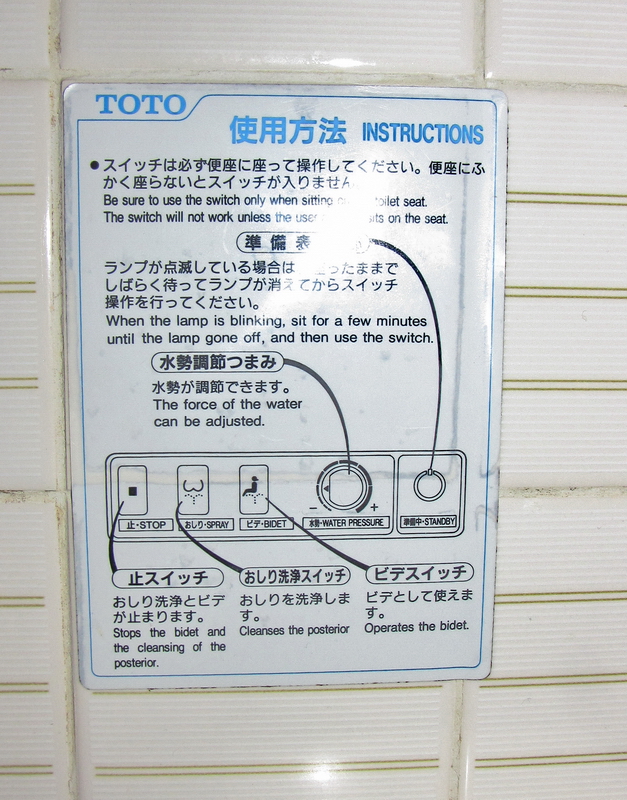 TOTO
使用方法 INSTRUCTIONS
●スイッチは必ず便座に座って操作してください。便座にふ
かく座らないとスイッチが入りません
Be sure to use the switch only when sitting toilet seat.
The switch will not work unless the user sits on the seat.
準備表
ランプが点滅している場合は ったままで
しばらく待ってランプが消えてからスイッチ
操作を行ってください。
When the lamp is blinking, sit for a few minutes
until the lamp gone off, and then use the switch.
水勢調節つまみ
水勢が調節できます。
The force of the water
can be adjusted.
− +
止・STOP おしり・SPRAY ビデ・BIDET 水勢・WATER PRESSURE 準備中・STANDBY
止スイッチ
おしり洗浄とビデ
が止まります。
Stops the bidet and
the cleansing of the
posterior.
おしり洗浄スイッチ
おしりを洗浄しま
す。
Cleanses the posterior
ビデスイッチ
ビデとして使えま
す。
Operates the bidet.